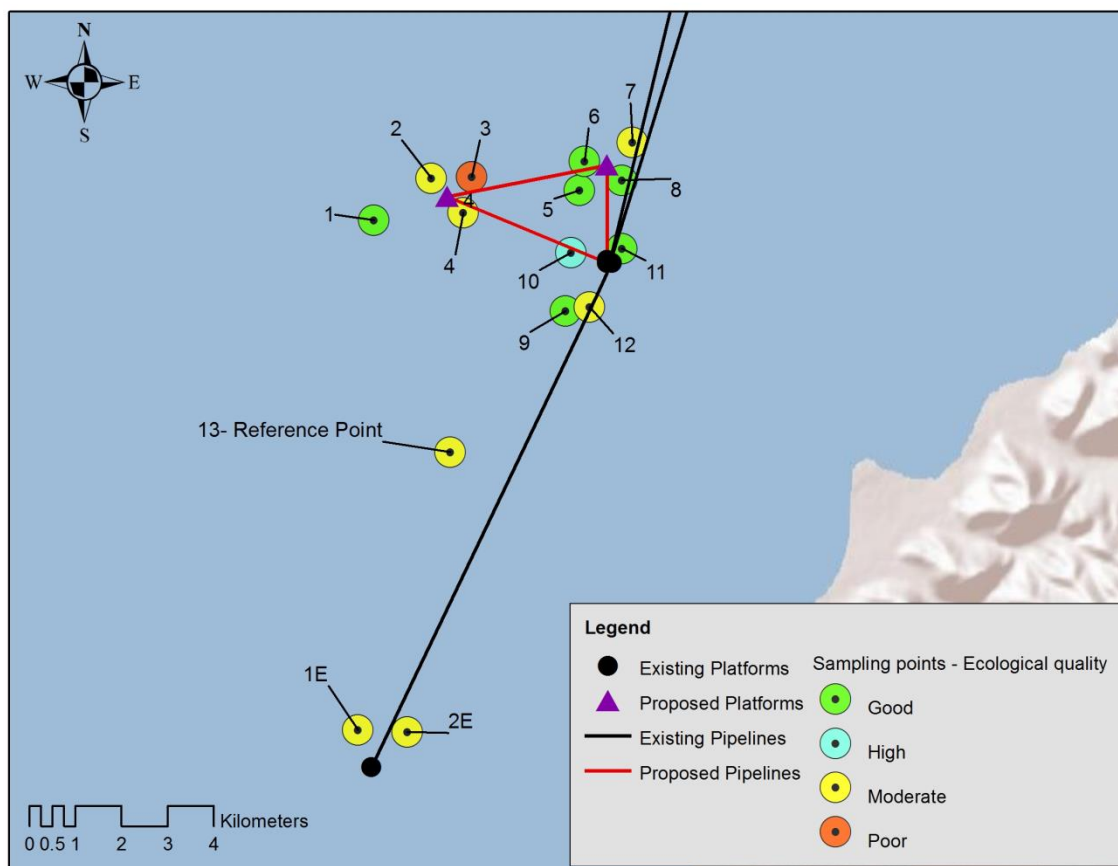 N
W E
S
7
6
2 3
8
1
5
4
4
10
11
9
12
13- Reference Point
1E
2E
Kilometers
0 0.5 1 2 3 4
Legend
Existing Platforms
Proposed Platforms
Existing Pipelines
Proposed Pipelines
Sampling points - Ecological quality
Good
High
Moderate
Poor